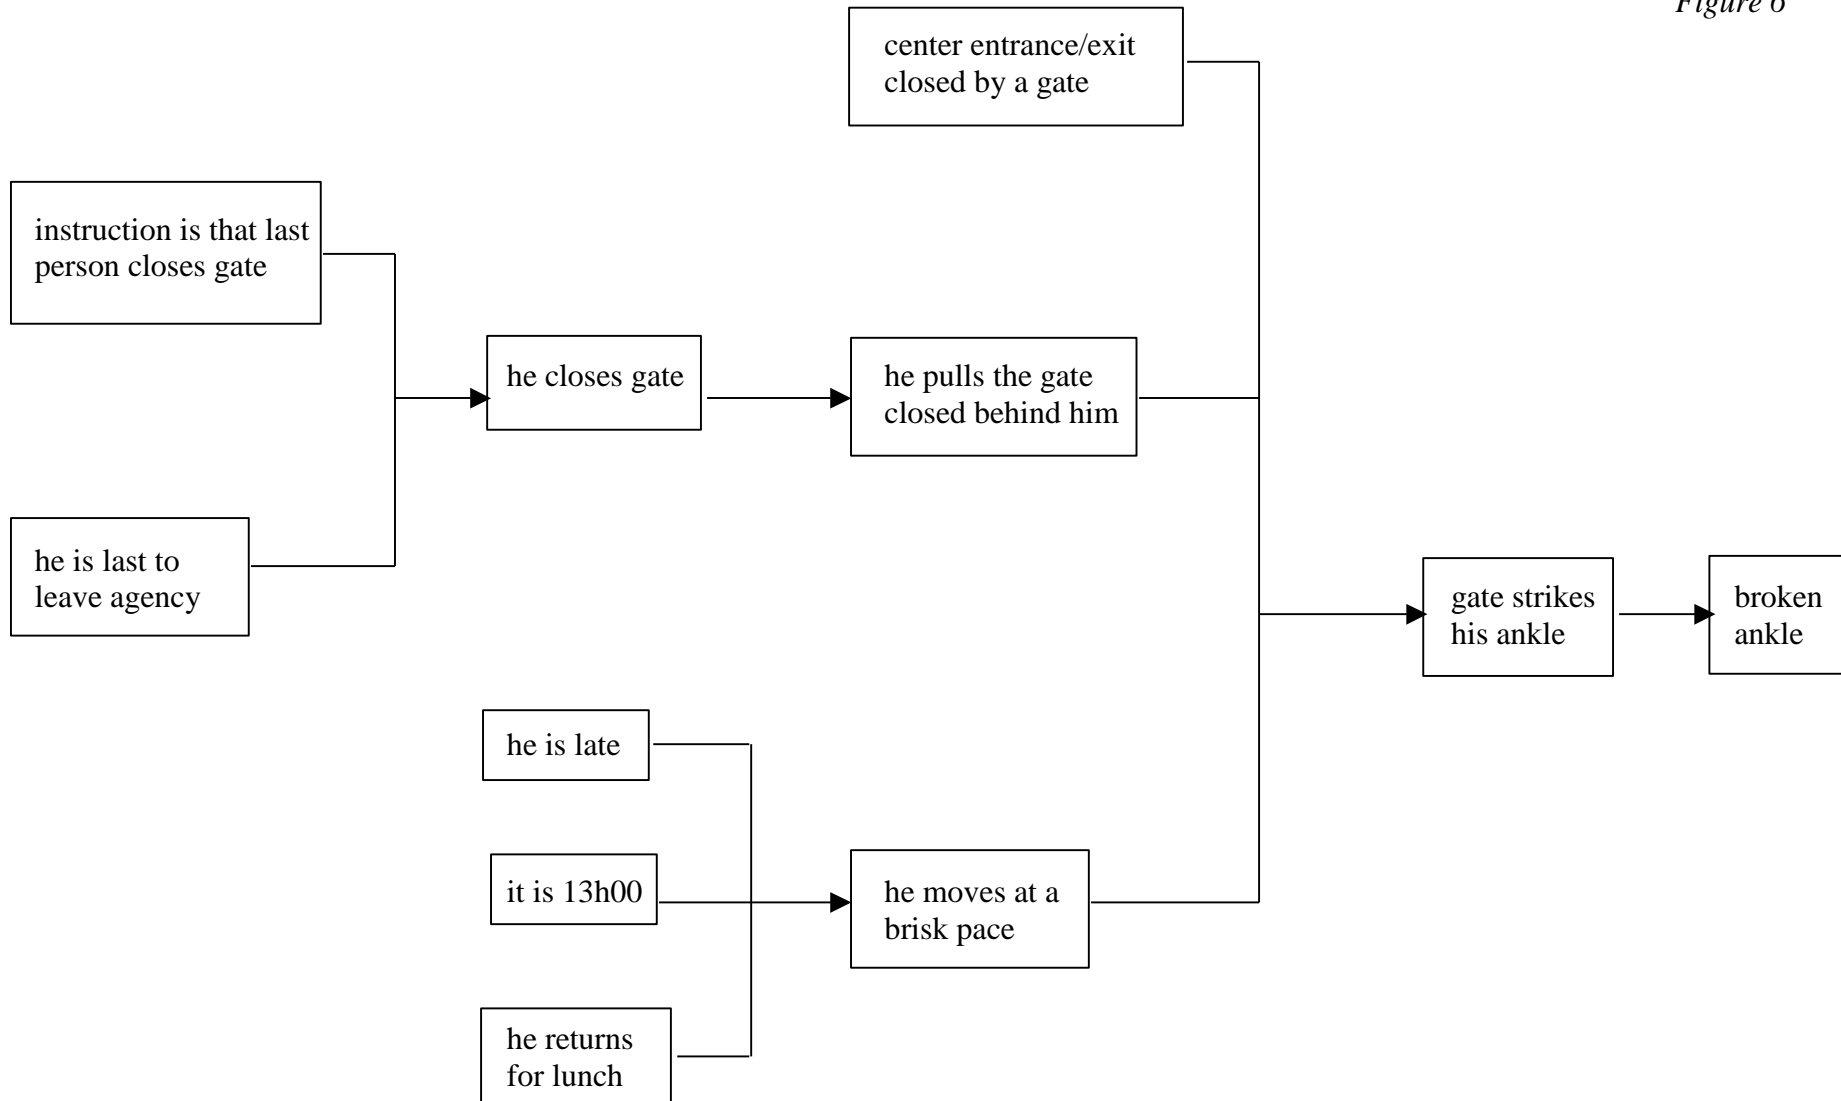 Figure 6
center entrance/exit
closed by a gate
instruction is that last
person closes gate
he closes gate
he pulls the gate
closed behind him
he is last to
leave agency
gate strikes
his ankle
broken
ankle
he is late
it is 13h00
he moves at a
brisk pace
he returns
for lunch